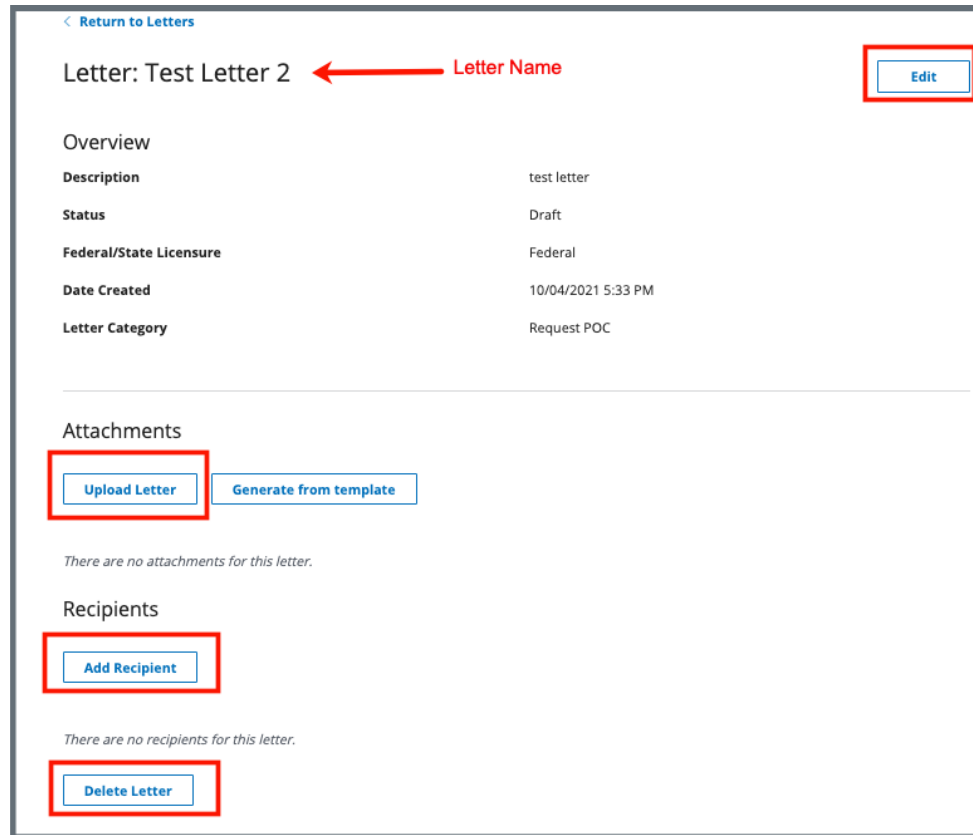 Return to Letters
Letter: Test Letter 2 Letter Name Edit
Overview
Description test letter
Status Draft
Federal/State Licensure Federal
Date Created 10/04/2021 5:33 PM
Letter Category Request POC
Attachments
Upload Letter Generate from template
There are no attachments for this letter.
Recipients
Add Recipient
There are no recipients for this letter.
Delete Letter